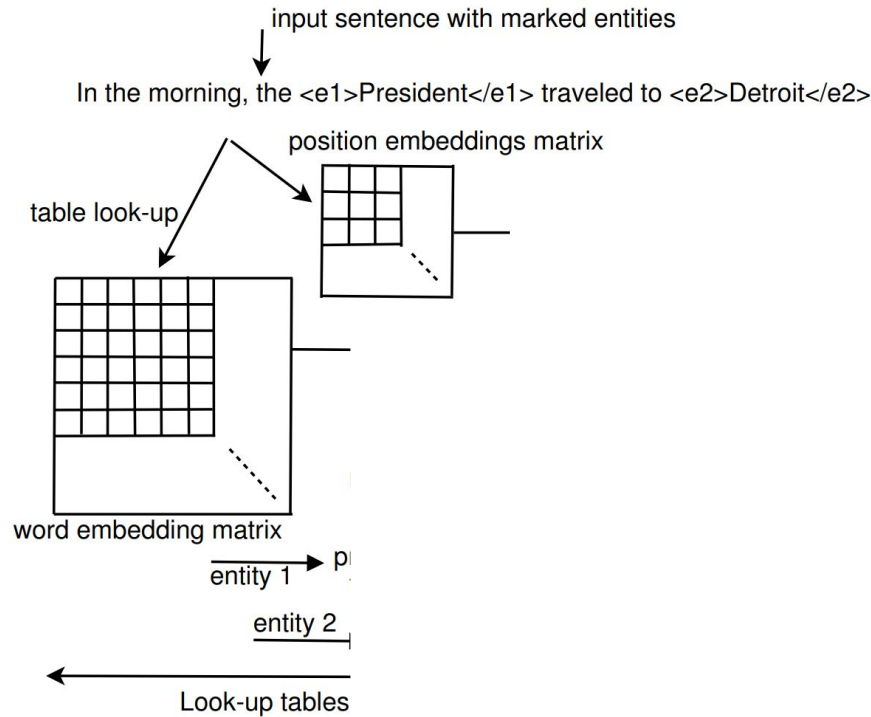 input sentence with marked entities
In the morning, the <e1>President</e1> traveled to <e2>Detroit</e2>
position embeddings matrix
table look-up
word embedding matrix
entity 1
entity 2
Look-up tables